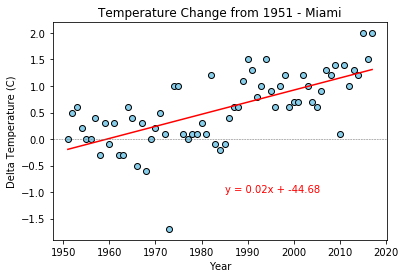 Temperature Change from 1951 - Miami
Delta Temperature (C)
2.0
1.5
1.0
0.5
0.0
−0.5
−1.0
−1.5
y = 0.02x + -44.68
1950 1960 1970 1980 1990 2000 2010 2020
Year